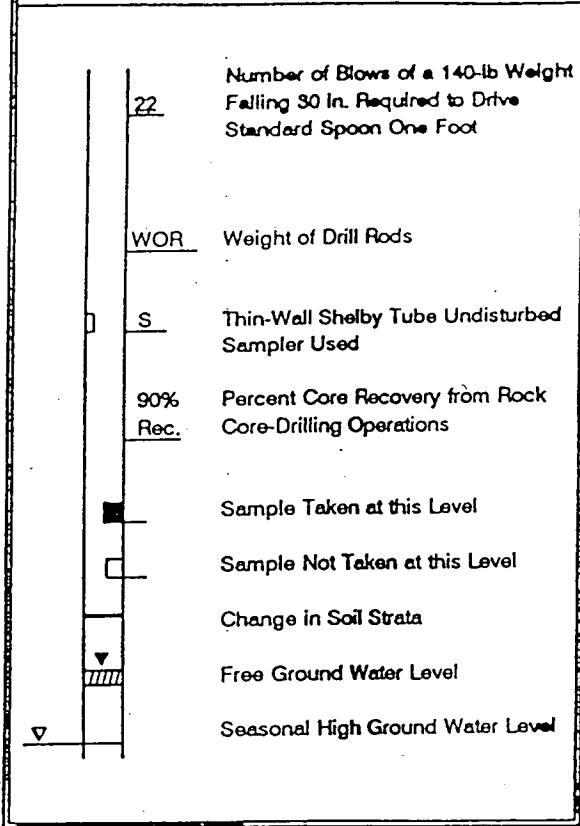 Number of Blows of a 140-lb Weight
22 Falling 30 in. Required to Drive
Standard Spoon One Foot
WOR Weight of Drill Rods
S Thin-Wall Shelby Tube Undisturbed
Sampler Used
90% Percent Core Recovery from Rock
Rec. Core-Drilling Operations
Sample Taken at this Level
Sample Not Taken at this Level
Change in Soil Strata
Free Ground Water Level
Seasonal High Ground Water Level